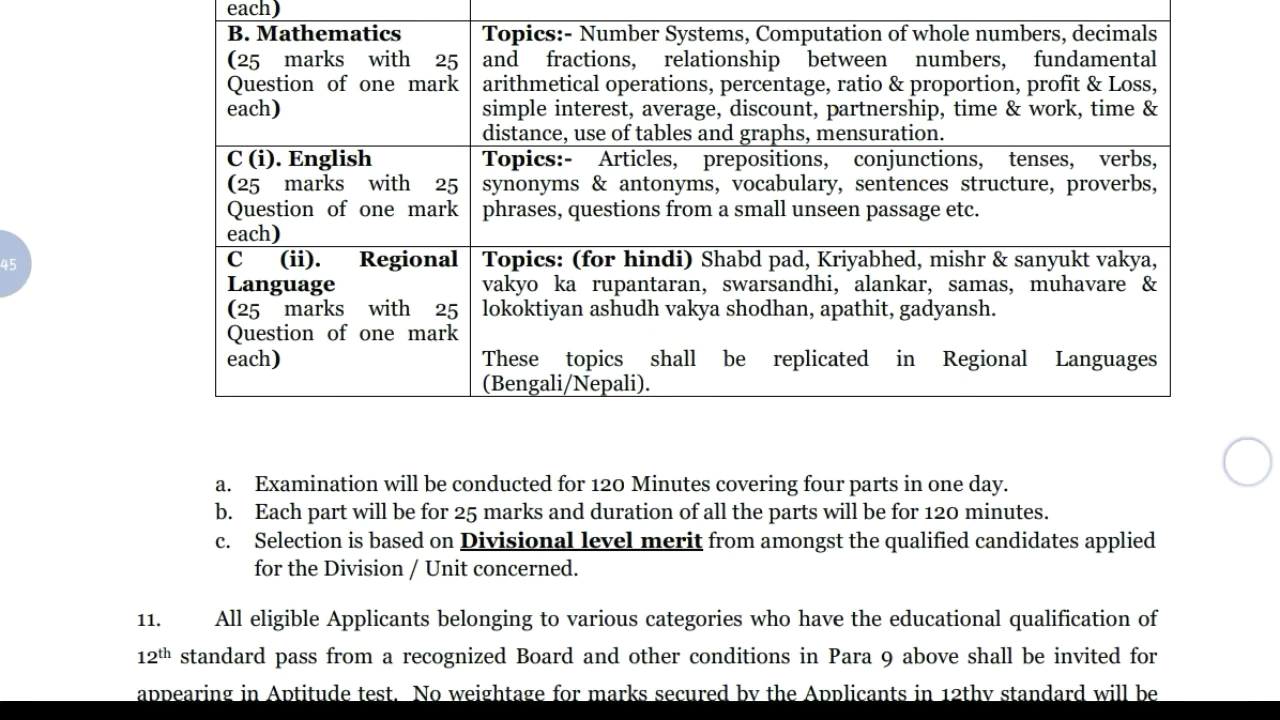 each)
B. Mathematics
(25 marks with 25
Question of one mark
each)
Topics:- Number Systems, Computation of whole numbers, decimals
and fractions, relationship between numbers, fundamental
arithmetical operations, percentage, ratio & proportion, profit & Loss,
simple interest, average, discount, partnership, time & work, time &
distance, use of tables and graphs, mensuration.
C (i). English
(25 marks with 25
Question of one mark
each)
Topics:- Articles, prepositions, conjunctions, tenses, verbs,
synonyms & antonyms, vocabulary, sentences structure, proverbs,
phrases, questions from a small unseen passage etc.
C (ii). Regional
Language
(25 marks with 25
Question of one mark
each)
Topics: (for hindi) Shabd pad, Kriyabhed, mishr & sanyukt vakya,
vakyo ka rupantaran, swarsandhi, alankar, samas, muhavare &
lokoktiyan ashudh vakya shodhan, apathit, gadyansh.
These topics shall be replicated in Regional Languages
(Bengali/Nepali).
45
a. Examination will be conducted for 120 Minutes covering four parts in one day.
b. Each part will be for 25 marks and duration of all the parts will be for 120 minutes.
c. Selection is based on Divisional level merit from amongst the qualified candidates applied
for the Division / Unit concerned.
11. All eligible Applicants belonging to various categories who have the educational qualification of
12th standard pass from a recognized Board and other conditions in Para 9 above shall be invited for
appearing in Aptitude test. No weightage for marks secured by the Applicants in 12thv standard will be